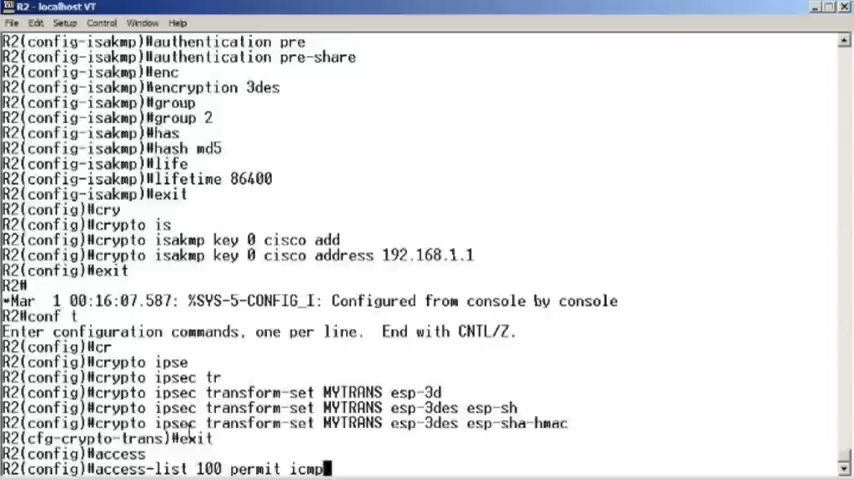 R2 - localhost VT
File Edit Setup Control Window Help
R2(config-isakmp)#authentication pre
R2(config-isakmp)#authentication pre-share
R2(config-isakmp)#enc
R2(config-isakmp)#encryption 3des
R2(config-isakmp)#group
R2(config-isakmp)#group 2
R2(config-isakmp)#has
R2(config-isakmp)#hash md5
R2(config-isakmp)#life
R2(config-isakmp)#lifetime 86400
R2(config-isakmp)#exit
R2(config)#cry
R2(config)#crypto is
R2(config)#crypto isakmp key 0 cisco add
R2(config)#crypto isakmp key 0 cisco address 192.168.1.1
R2(config)#exit
R2#
*Mar  1 00:16:07.587: %SYS-5-CONFIG_I: Configured from console by console
R2#conf t
Enter configuration commands, one per line.  End with CNTL/Z.
R2(config)#cr
R2(config)#crypto ipse
R2(config)#crypto ipsec tr
R2(config)#crypto ipsec transform-set MYTRANS esp-3d
R2(config)#crypto ipsec transform-set MYTRANS esp-3des esp-sh
R2(config)#crypto ipsec transform-set MYTRANS esp-3des esp-sha-hmac
R2(cfg-crypto-trans)#exit
R2(config)#access
R2(config)#access-list 100 permit icmp